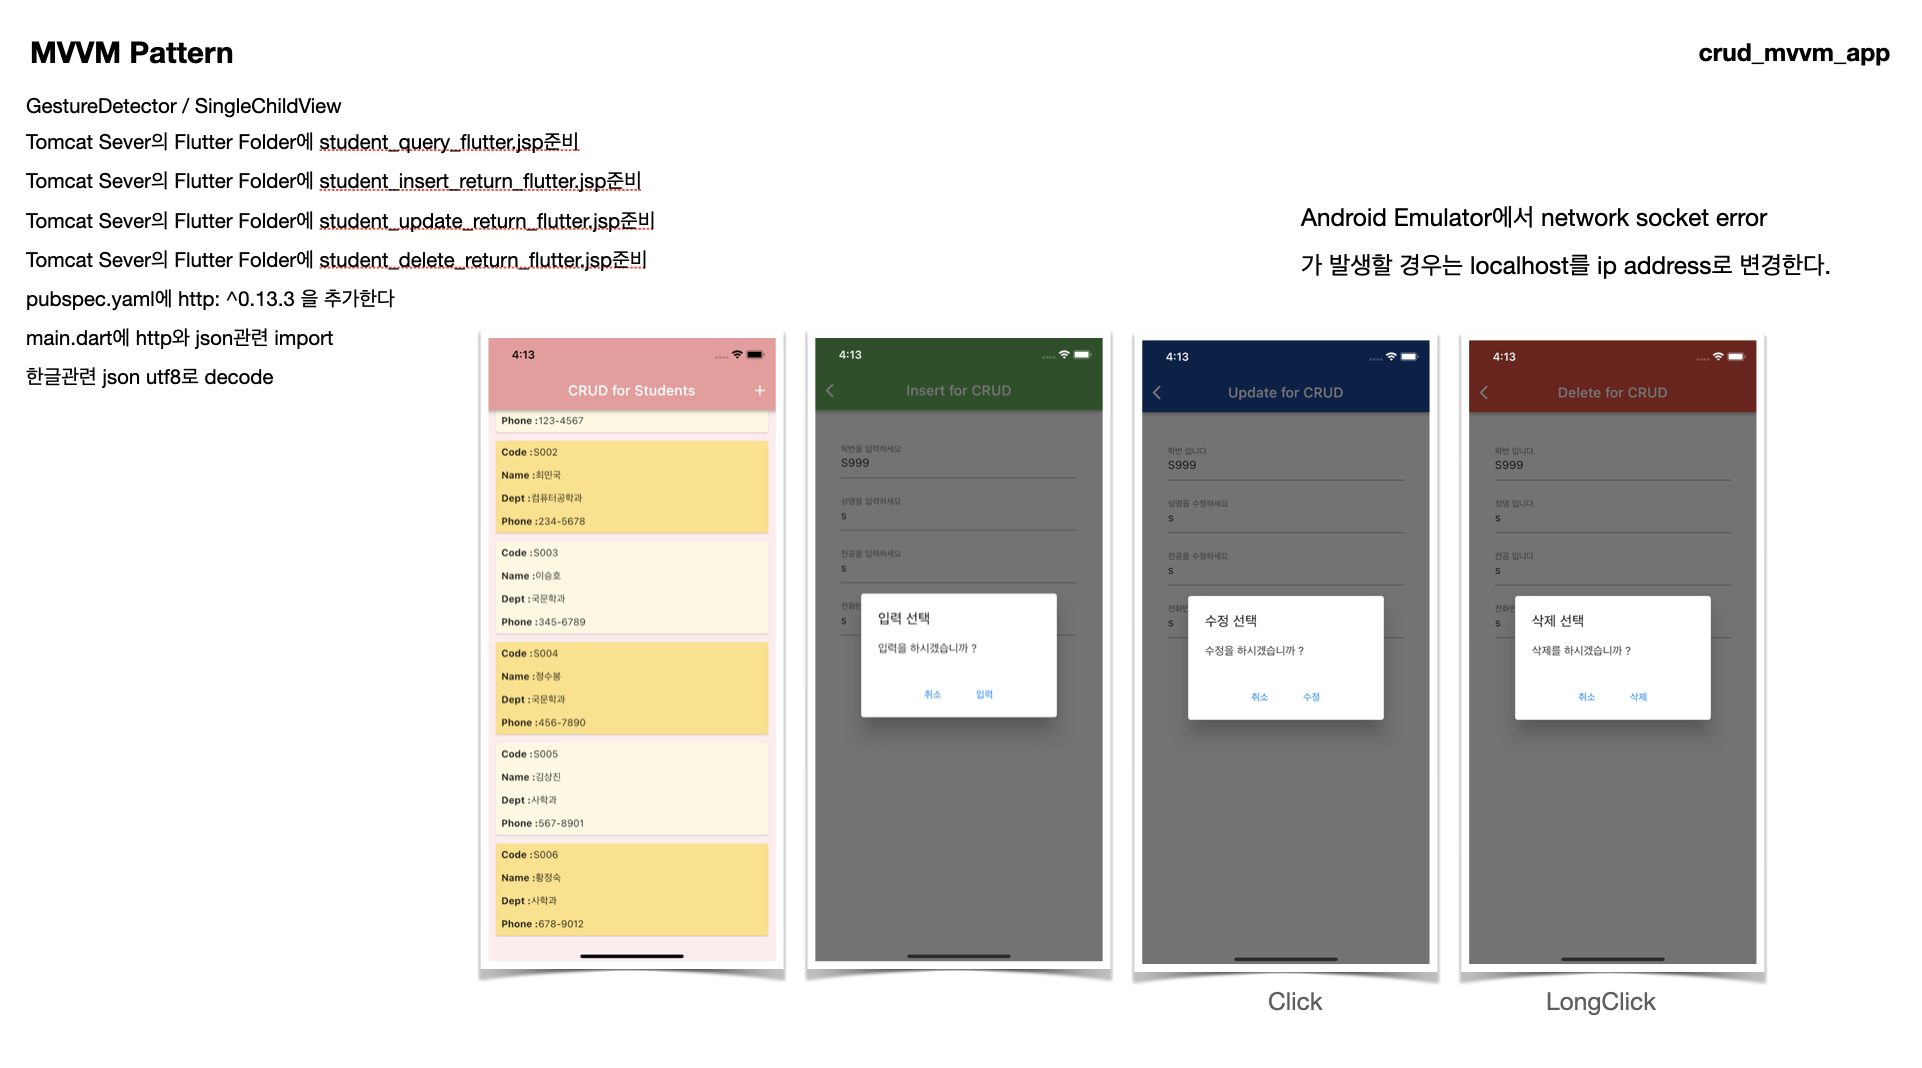 MVVM Pattern
crud_mvvm_app
GestureDetector / SingleChildView
Tomcat Sever의 Flutter Folder에 student_query_flutter.jsp준비
Tomcat Sever의 Flutter Folder에 student_insert_return_flutter.jsp준비
Tomcat Sever의 Flutter Folder에 student_update_return_flutter.jsp준비
Tomcat Sever의 Flutter Folder에 student_delete_return_flutter.jsp준비
pubspec.yaml에 http: ^0.13.3 을 추가한다
main.dart에 http와 json관련 import
한글관련 json utf8로 decode
Android Emulator에서 network socket error
가 발생할 경우는 localhost를 ip address로 변경한다.
4:13
CRUD for Students +
Phone :123-4567
Code :S002
Name :최민국
Dept :컴퓨터공학과
Phone :234-5678
Code :S003
Name :이승호
Dept :국문학과
Phone :345-6789
Code :S004
Name :정수봉
Dept :국문학과
Phone :456-7890
Code :S005
Name :김상진
Dept :사학과
Phone :567-8901
Code :S006
Name :황정숙
Dept :사학과
Phone :678-9012
4:13
Insert for CRUD
학번을 입력하세요
S999
성명을 입력하세요
s
전공을 입력하세요
s
전화번
s
입력 선택
입력을 하시겠습니까 ?
취소 입력
4:13
Update for CRUD
학번 입니다.
S999
성명을 수정하세요
s
전공을 수정하세요
s
전화번
s
수정 선택
수정을 하시겠습니까 ?
취소 수정
Click
4:13
Delete for CRUD
학번 입니다.
S999
성명 입니다
s
전공 입니다.
s
전화번
s
삭제 선택
삭제를 하시겠습니까 ?
취소 삭제
LongClick